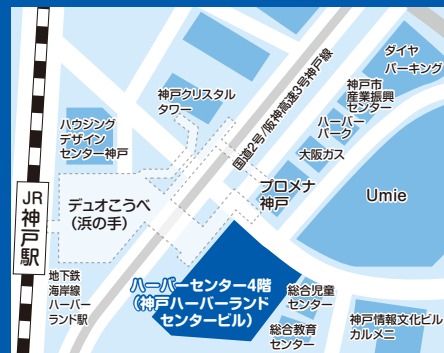 ダイヤ
パーキング
神戸市
産業振興
センター
ハーバー
パーク
大阪ガス
国道2号/阪神高速3号神戸線
神戸クリスタル
タワー
ハウジング
デザイン
センター神戸
プロメナ
神戸
Umie
デュオこうべ
（浜の手）
JR
神戸駅
地下鉄
海岸線
ハーバー
ランド駅
ハーバーセンター4階
（神戸ハーバーランド
センタービル）
総合児童
センター
総合教育
センター
神戸情報文化ビル
カルメニ